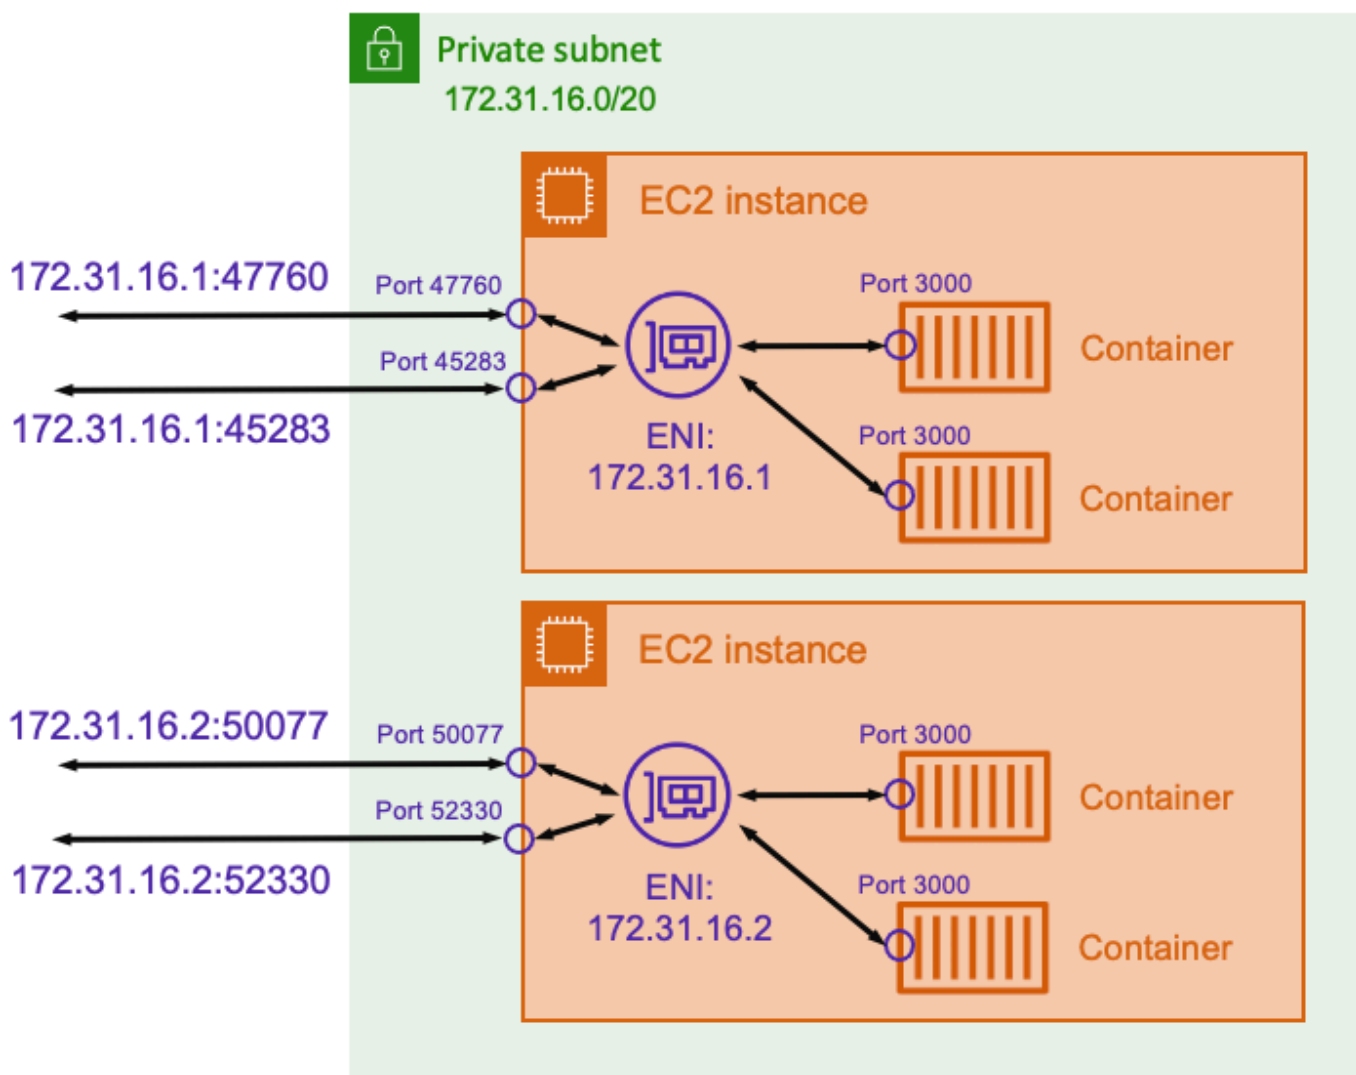 Private subnet
172.31.16.0/20
EC2 instance
172.31.16.1:47760
Port 47760
Port 3000
Container
Port 45283
172.31.16.1:45283
ENI:
172.31.16.1
Port 3000
Container
EC2 instance
172.31.16.2:50077
Port 50077
Port 3000
Container
Port 52330
172.31.16.2:52330
ENI:
172.31.16.2
Port 3000
Container